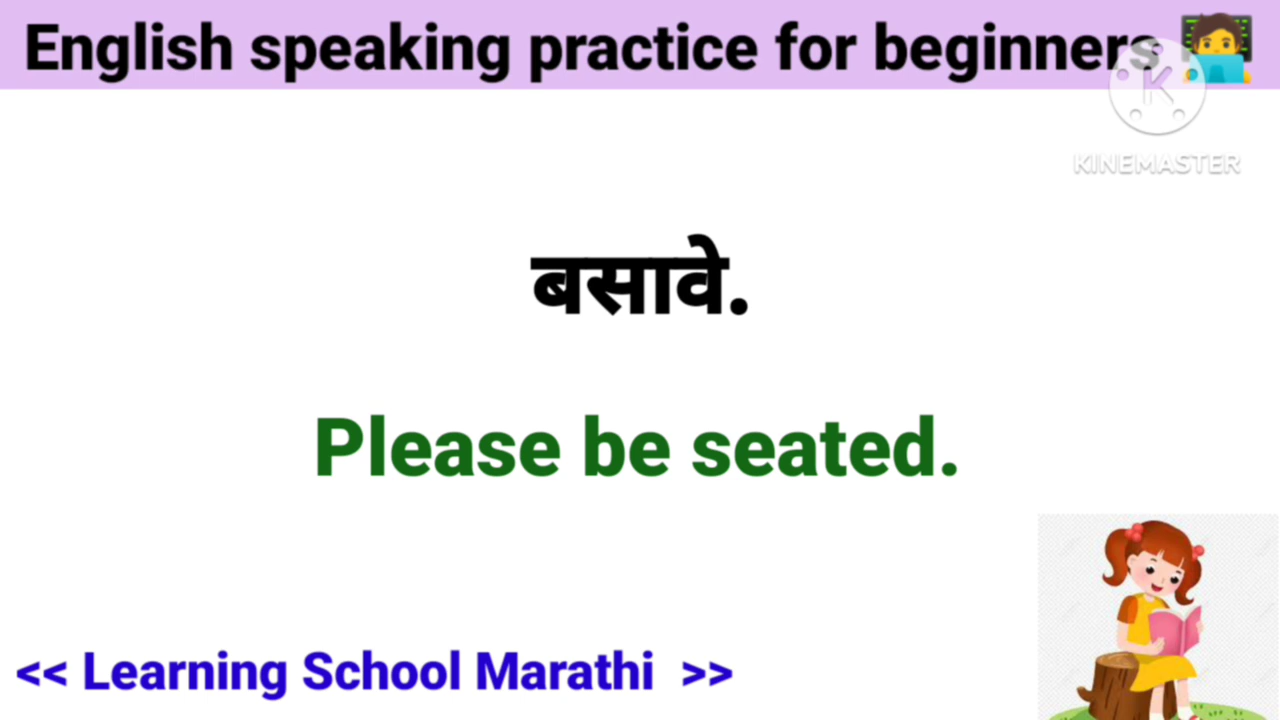 English speaking practice for beginners 👨‍💻
KINEMASTER
बसावे.
Please be seated.
<< Learning School Marathi >>